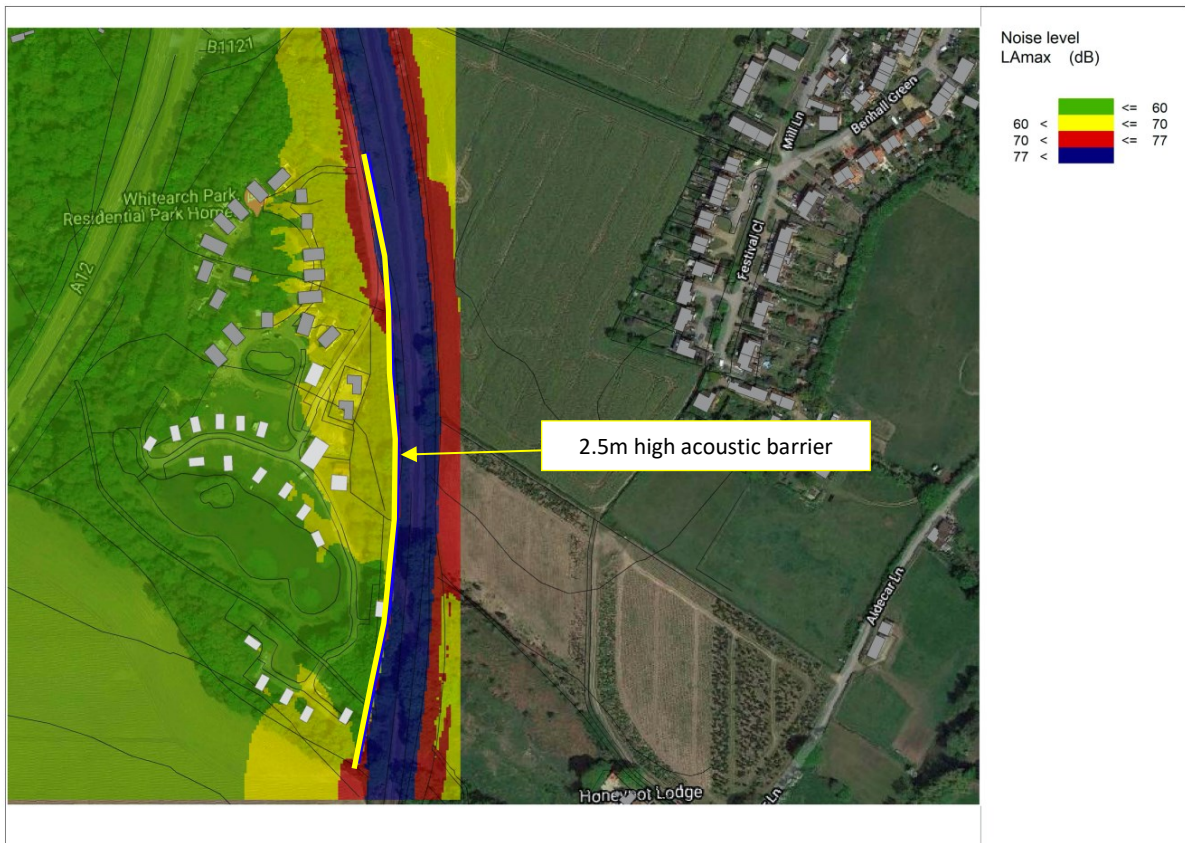 Noise level
LAmax (dB)
<= 60
60 < <= 70
70 < <= 77
77 <
B1121
Mill Ln
Benhall Green
Whitearch Park
Residential Park Home
A12
Festival Cl
2.5m high acoustic barrier
Aldecar Ln
Honeypot Lodge
Ln